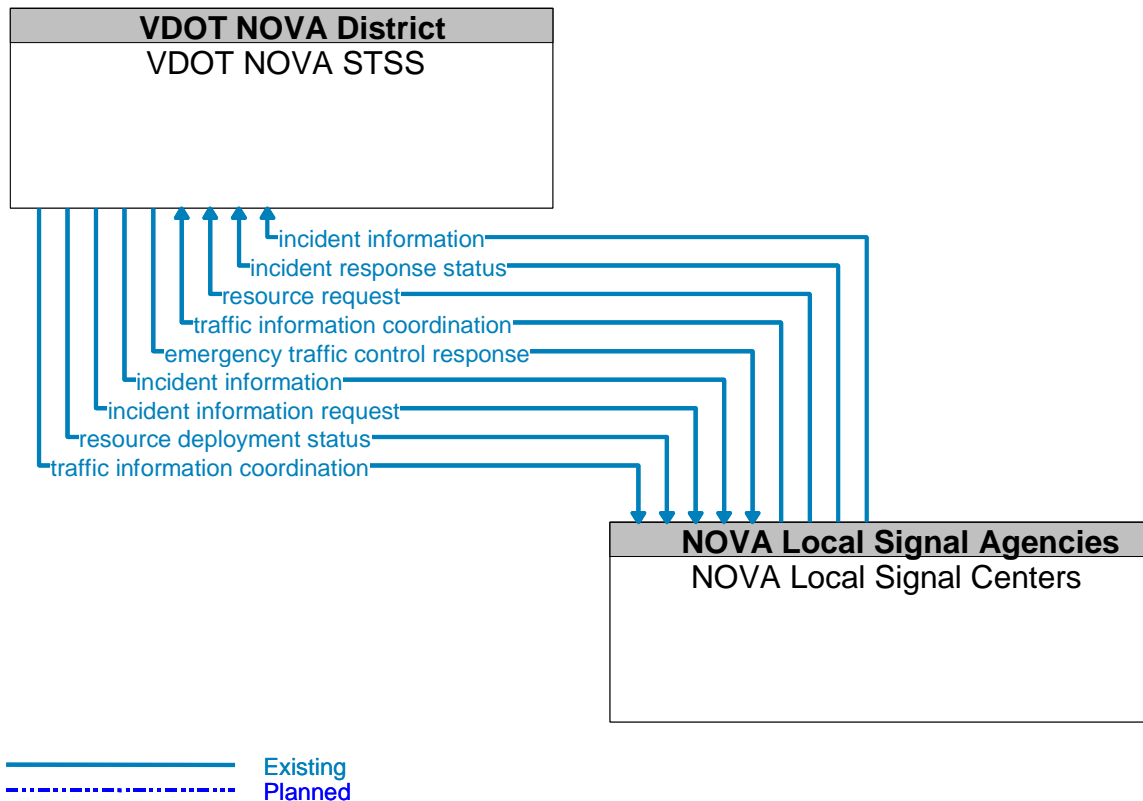 VDOT NOVA District
VDOT NOVA STSS
incident information
incident response status
resource request
traffic information coordination
emergency traffic control response
incident information
incident information request
resource deployment status
traffic information coordination
NOVA Local Signal Agencies
NOVA Local Signal Centers
Existing
Planned